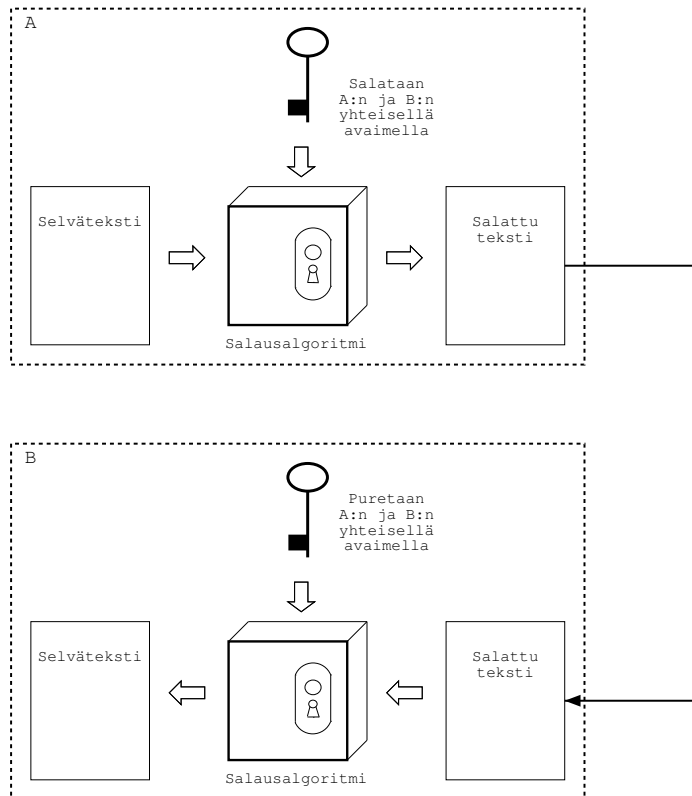 A
Salataan
A:n ja B:n
yhteisellä
avaimella
Selväteksti
Salattu
teksti
Salausalgoritmi
B
Puretaan
A:n ja B:n
yhteisellä
avaimella
Selväteksti
Salattu
teksti
Salausalgoritmi